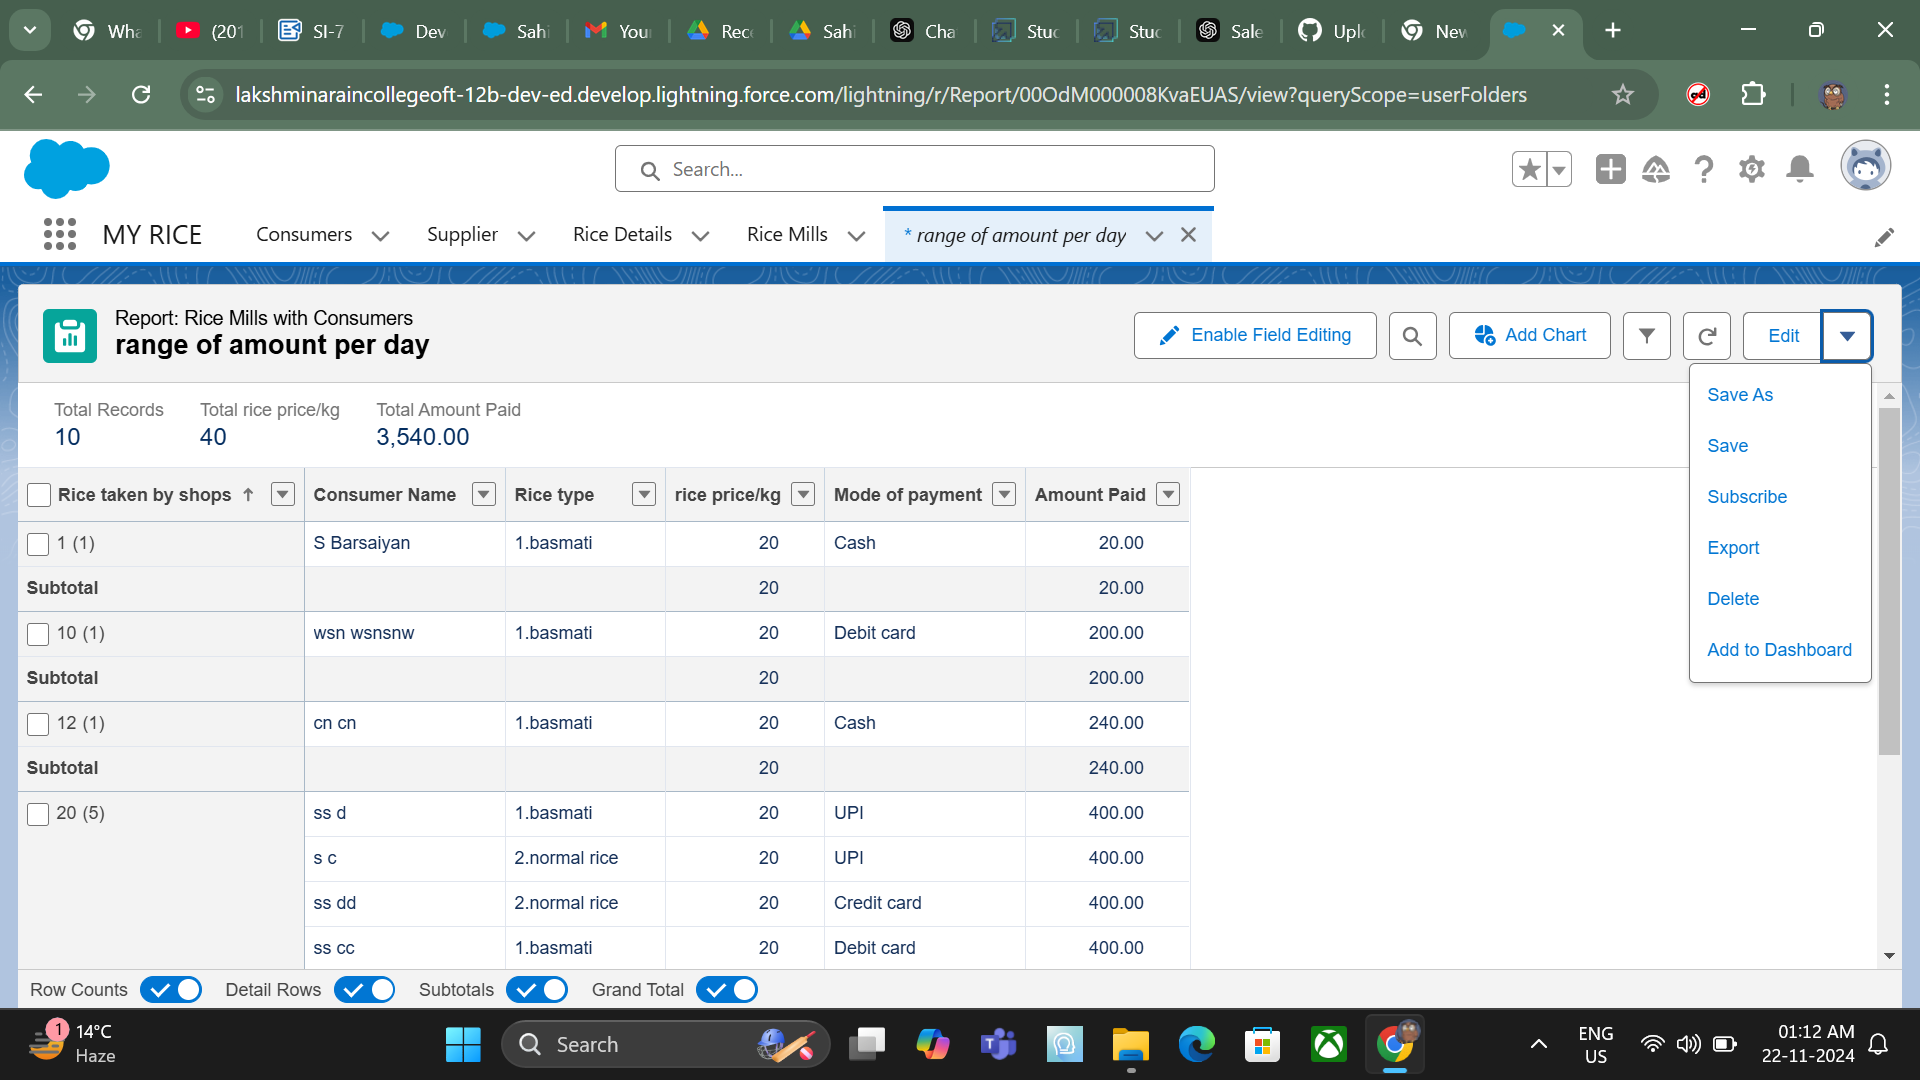 Wha
(201
SI-7
Dev
Sahi
You
Rec
Sahi
Cha
Stuc
Stuc
Sale
Uplo
New
lakshminaraincollegeoft-12b-dev-ed.develop.lightning.force.com/lightning/r/Report/00OdM000008KvaEUAS/view?queryScope=userFolders
Search...
MY RICE
Consumers
Supplier
Rice Details
Rice Mills
* range of amount per day
Report: Rice Mills with Consumers
range of amount per day
Enable Field Editing
Add Chart
Edit
Save As
Save
Subscribe
Export
Delete
Add to Dashboard
Total Records Total rice price/kg Total Amount Paid
10 40 3,540.00
Rice taken by shops ↑ Consumer Name Rice type rice price/kg Mode of payment Amount Paid
1 (1) S Barsaiyan 1.basmati 20 Cash 20.00
Subtotal 20 20.00
10 (1) wsn wsnsnw 1.basmati 20 Debit card 200.00
Subtotal 20 200.00
12 (1) cn cn 1.basmati 20 Cash 240.00
Subtotal 20 240.00
20 (5) ss d 1.basmati 20 UPI 400.00
s c 2.normal rice 20 UPI 400.00
ss dd 2.normal rice 20 Credit card 400.00
ss cc 1.basmati 20 Debit card 400.00
Row Counts Detail Rows Subtotals Grand Total
1
14°C
Haze
Search
ENG
US
01:12 AM
22-11-2024